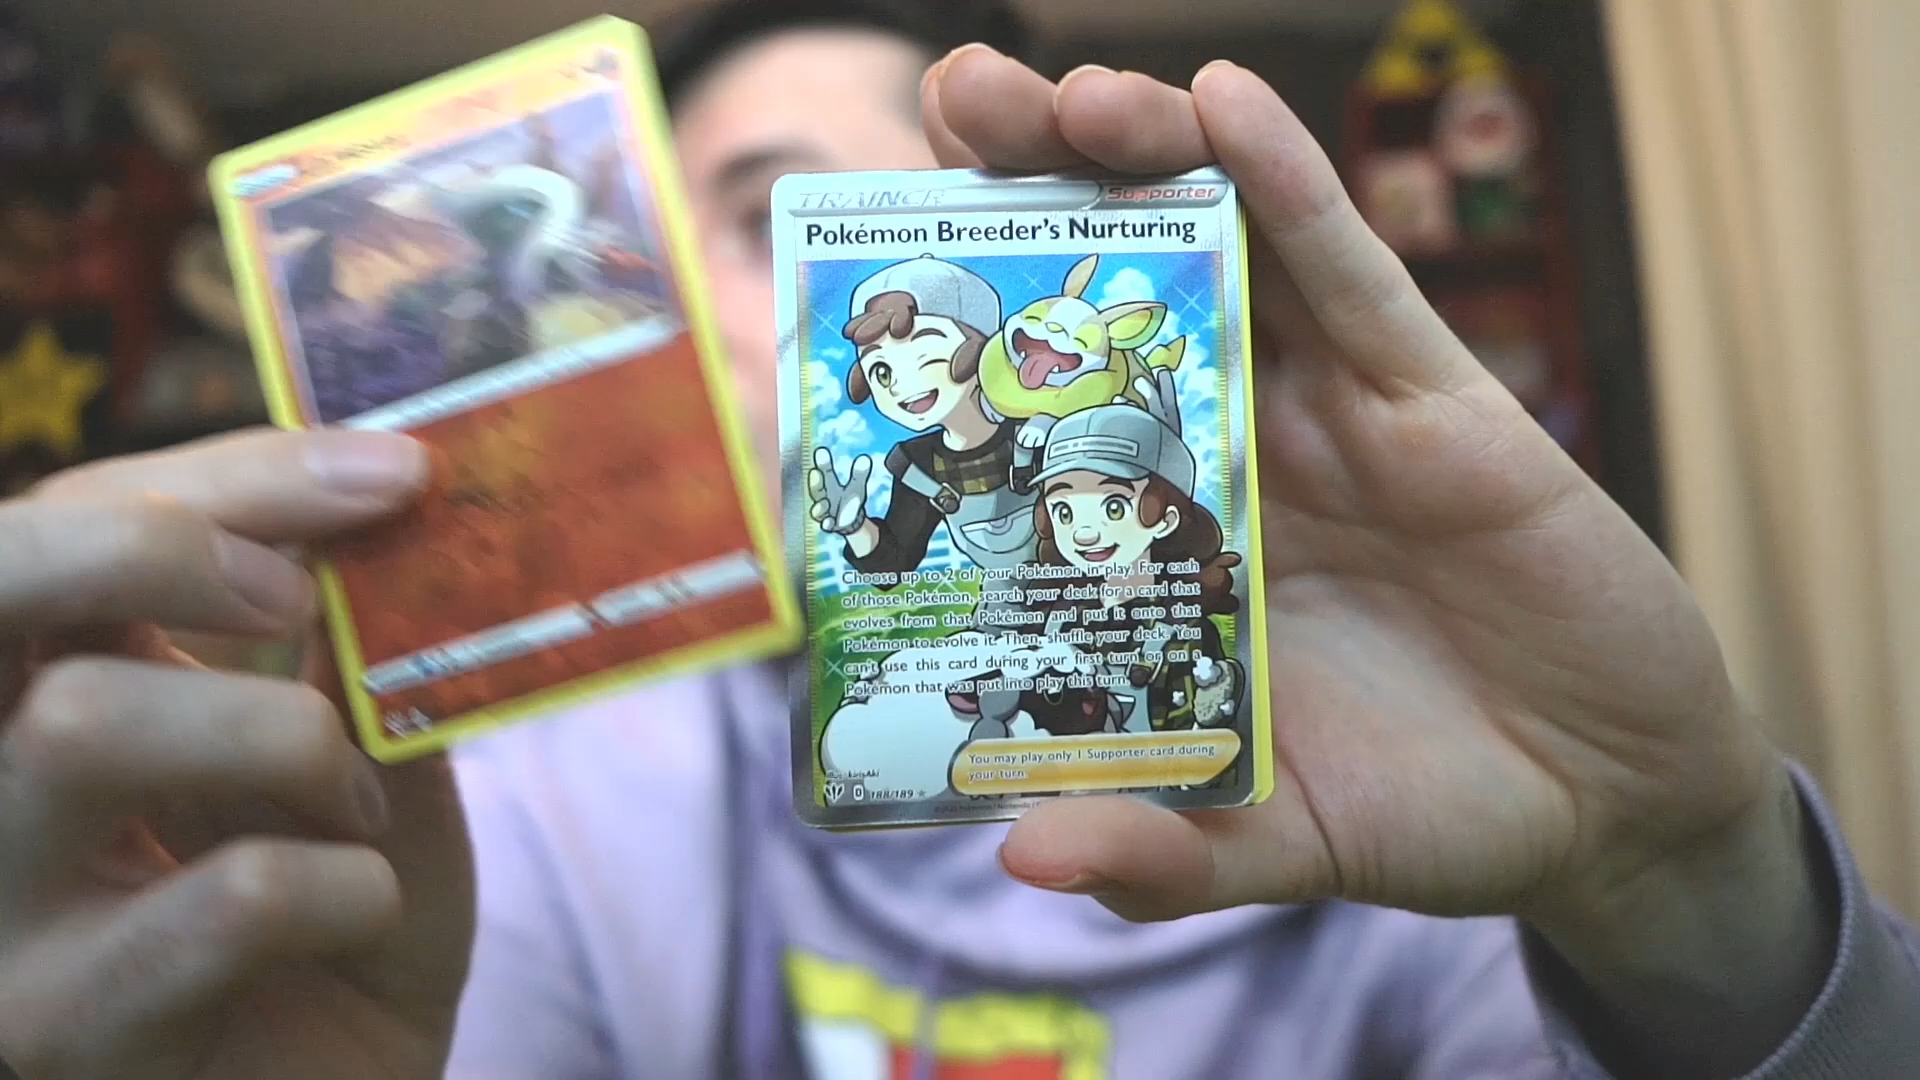 TRAINER
Supporter
Pokémon Breeder's Nurturing
Choose up to 2 of your Pokémon in play. For each
of those Pokémon, search your deck for a card that
evolves from that Pokémon and put it onto that
Pokémon to evolve it. Then, shuffle your deck. You
can't use this card during your first turn or on a
Pokémon that was put into play this turn.
You may play only 1 Supporter card during
your turn.
illus. kirisAki
D 188/189